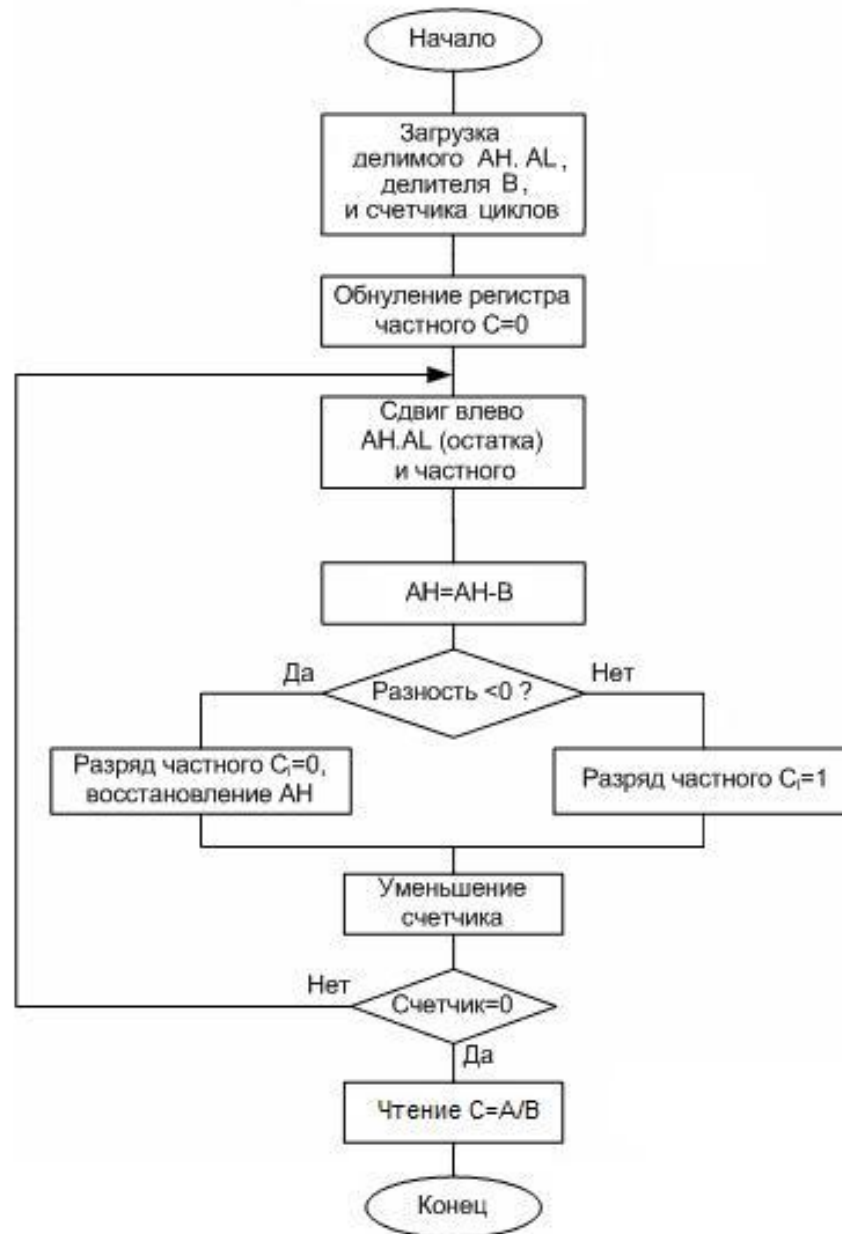 Начало
Загрузка
делимого AH. AL,
делителя B,
и счетчика циклов
Обнуление регистра
частного C=0
Сдвиг влево
AH.AL (остатка)
и частного
AH=AH-B
Да
Разность <0 ?
Нет
Разряд частного Cᵢ=0,
восстановление AH
Разряд частного Cᵢ=1
Уменьшение
счетчика
Нет
Счетчик=0
Да
Чтение C=A/B
Конец